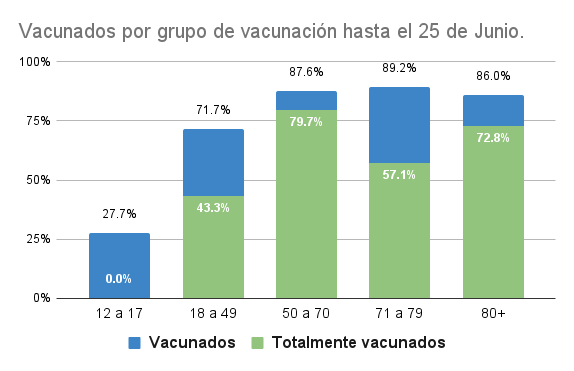 Vacunados por grupo de vacunación hasta el 25 de Junio.
100%
75%
50%
25%
0%
27.7%
71.7%
87.6%
89.2%
86.0%
0.0%
43.3%
79.7%
57.1%
72.8%
12 a 17
18 a 49
50 a 70
71 a 79
80+
Vacunados
Totalmente vacunados